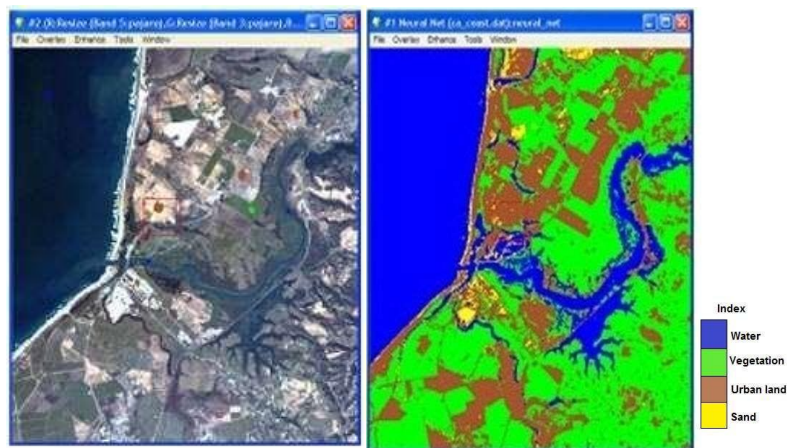 #2 (R:Resize (Band 5:pajaro),G:Resize (Band 3:pajaro),B
File Overlay Enhance Tools Window
#1 Neural Net (ca_coast.dat):neural_net
File Overlay Enhance Tools Window
Index
Water
Vegetation
Urban land
Sand